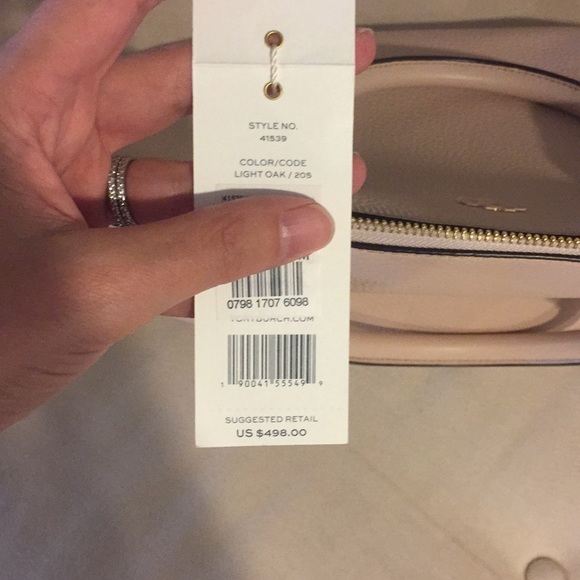 STYLE NO.
41539
COLOR/CODE
LIGHT OAK / 205
0798 1707 6098
TORYBURCH.COM
1 90041 55549 9
SUGGESTED RETAIL
US $498.00